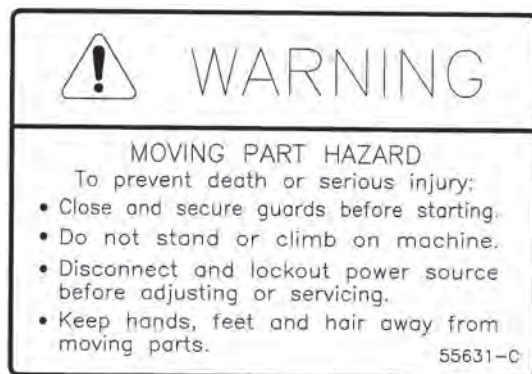 WARNING
MOVING PART HAZARD
To prevent death or serious injury:
• Close and secure guards before starting.
• Do not stand or climb on machine.
• Disconnect and lockout power source
before adjusting or servicing.
• Keep hands, feet and hair away from
moving parts.
55631-C